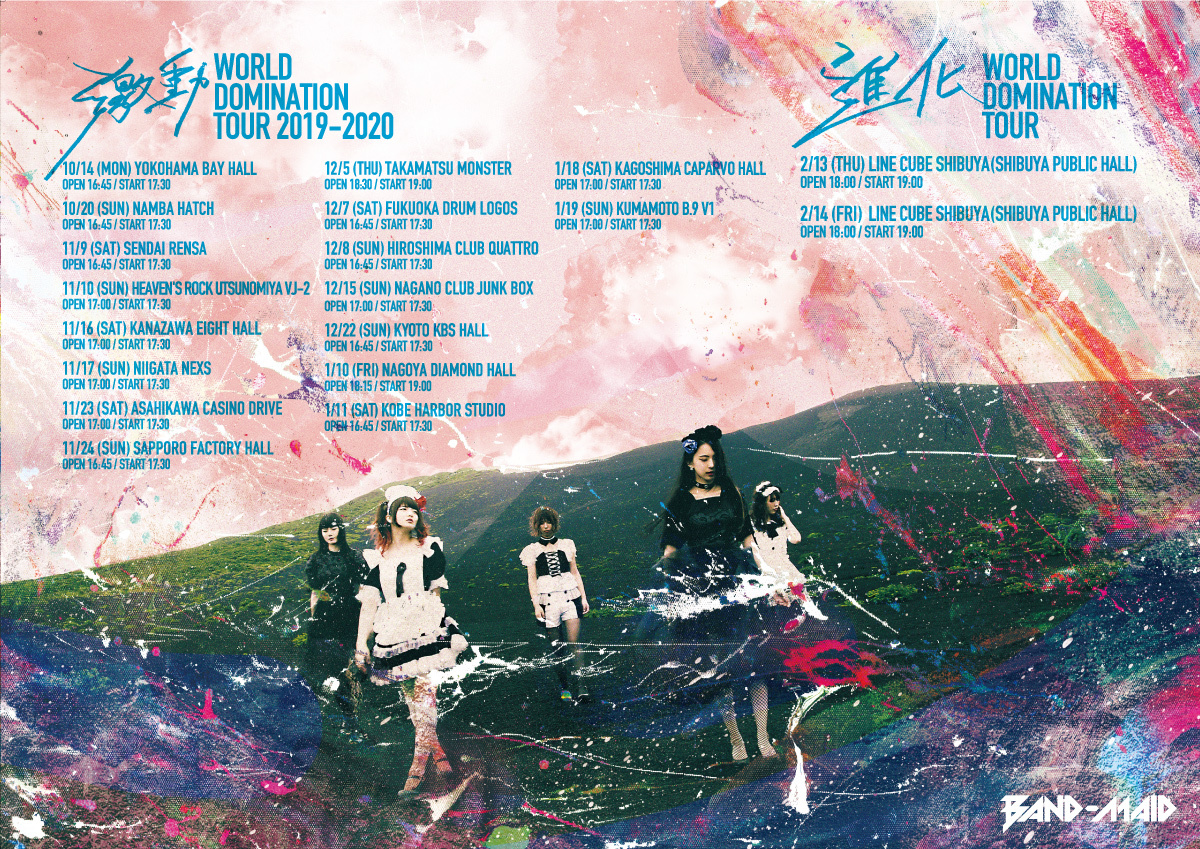 激動
WORLD
DOMINATION
TOUR 2019-2020
10/14 (MON) YOKOHAMA BAY HALL
OPEN 16:45 / START 17:30
10/20 (SUN) NAMBA HATCH
OPEN 16:45 / START 17:30
11/9 (SAT) SENDAI RENSA
OPEN 16:45 / START 17:30
11/10 (SUN) HEAVEN'S ROCK UTSUNOMIYA VJ-2
OPEN 17:00 / START 17:30
11/16 (SAT) KANAZAWA EIGHT HALL
OPEN 17:00 / START 17:30
11/17 (SUN) NIIGATA NEXS
OPEN 17:00 / START 17:30
11/23 (SAT) ASAHIKAWA CASINO DRIVE
OPEN 17:00 / START 17:30
11/24 (SUN) SAPPORO FACTORY HALL
OPEN 16:45 / START 17:30
12/5 (THU) TAKAMATSU MONSTER
OPEN 18:30 / START 19:00
12/7 (SAT) FUKUOKA DRUM LOGOS
OPEN 16:45 / START 17:30
12/8 (SUN) HIROSHIMA CLUB QUATTRO
OPEN 16:45 / START 17:30
12/15 (SUN) NAGANO CLUB JUNK BOX
OPEN 17:00 / START 17:30
12/22 (SUN) KYOTO KBS HALL
OPEN 16:45 / START 17:30
1/10 (FRI) NAGOYA DIAMOND HALL
OPEN 18:15 / START 19:00
1/11 (SAT) KOBE HARBOR STUDIO
OPEN 16:45 / START 17:30
1/18 (SAT) KAGOSHIMA CAPARVO HALL
OPEN 17:00 / START 17:30
1/19 (SUN) KUMAMOTO B.9 V1
OPEN 17:00 / START 17:30
進化
WORLD
DOMINATION
TOUR
2/13 (THU) LINE CUBE SHIBUYA(SHIBUYA PUBLIC HALL)
OPEN 18:00 / START 19:00
2/14 (FRI) LINE CUBE SHIBUYA(SHIBUYA PUBLIC HALL)
OPEN 18:00 / START 19:00
BAND-MAID